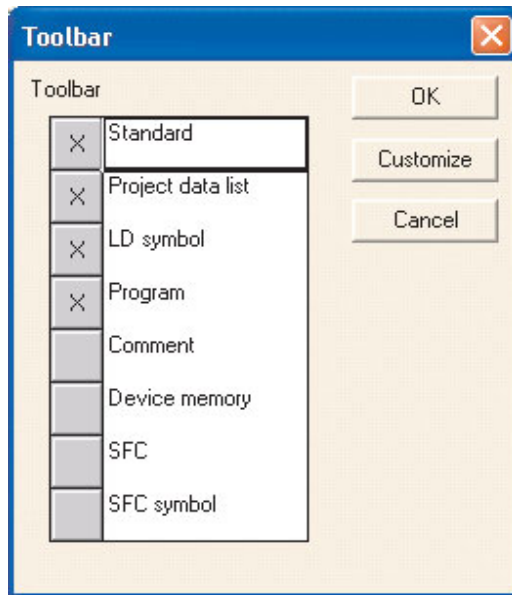 Toolbar
Toolbar
X Standard
X Project data list
X LD symbol
X Program
Comment
Device memory
SFC
SFC symbol
OK
Customize
Cancel